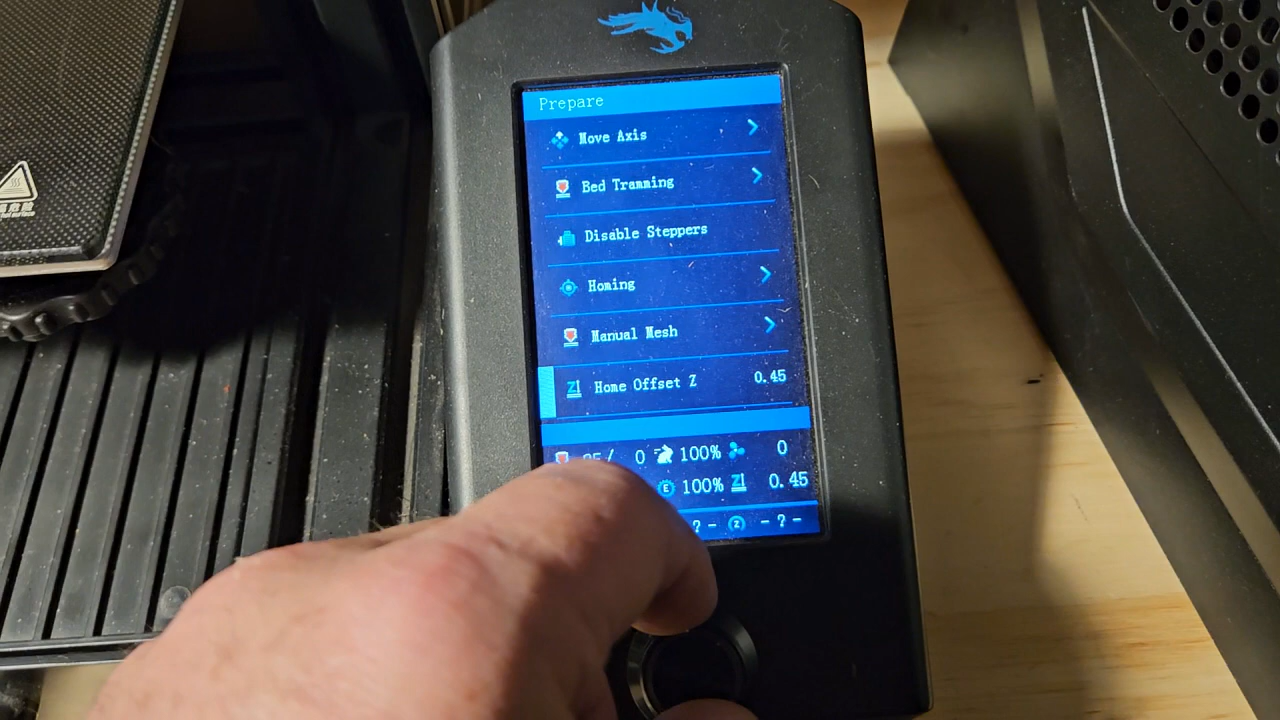 Prepare
Move Axis
Bed Tramming
Disable Steppers
Homing
Manual Mesh
Home Offset Z 0.45
/ 0 100% 0
E 100% Z 0.45
? - Z - ? -